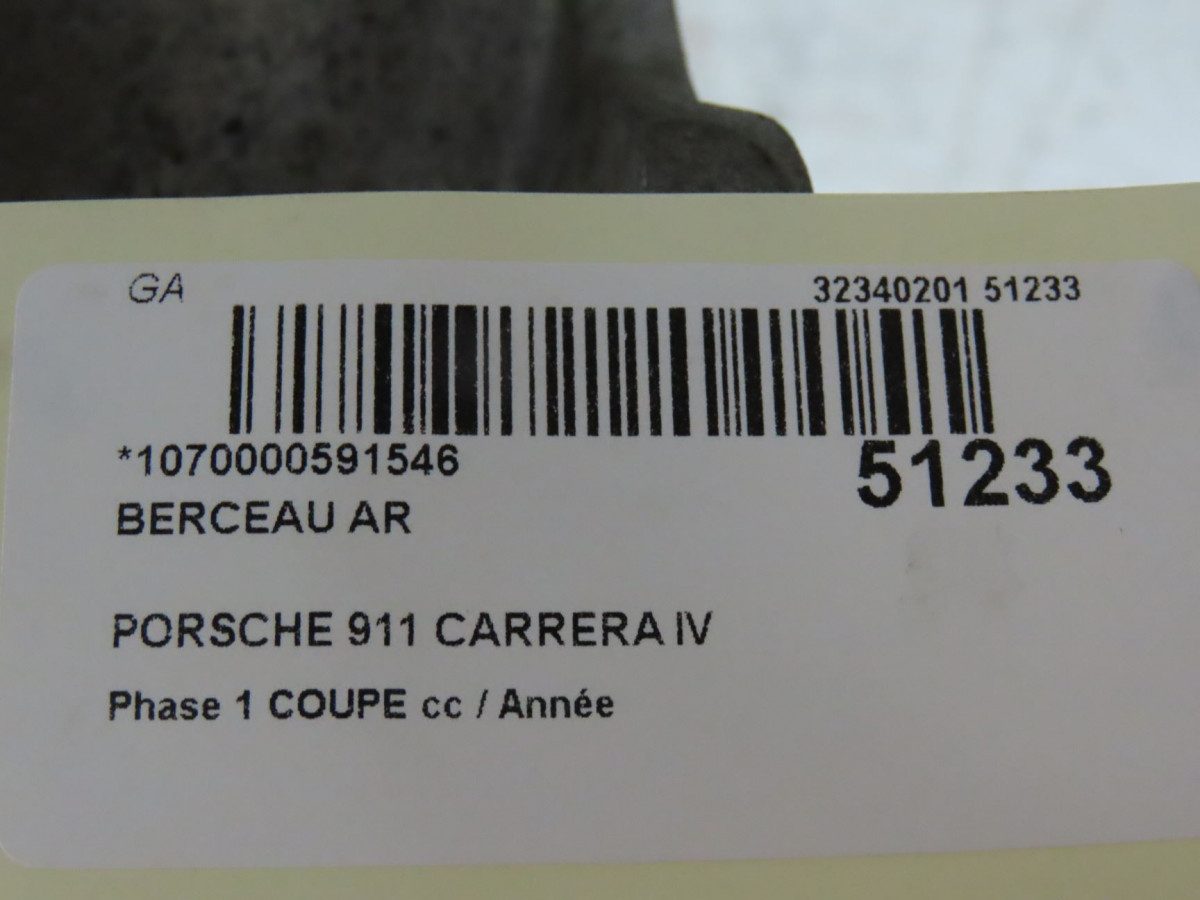 GA 32340201 51233
*1070000591546 51233
BERCEAU AR
PORSCHE 911 CARRERA IV
Phase 1 COUPE cc / Année